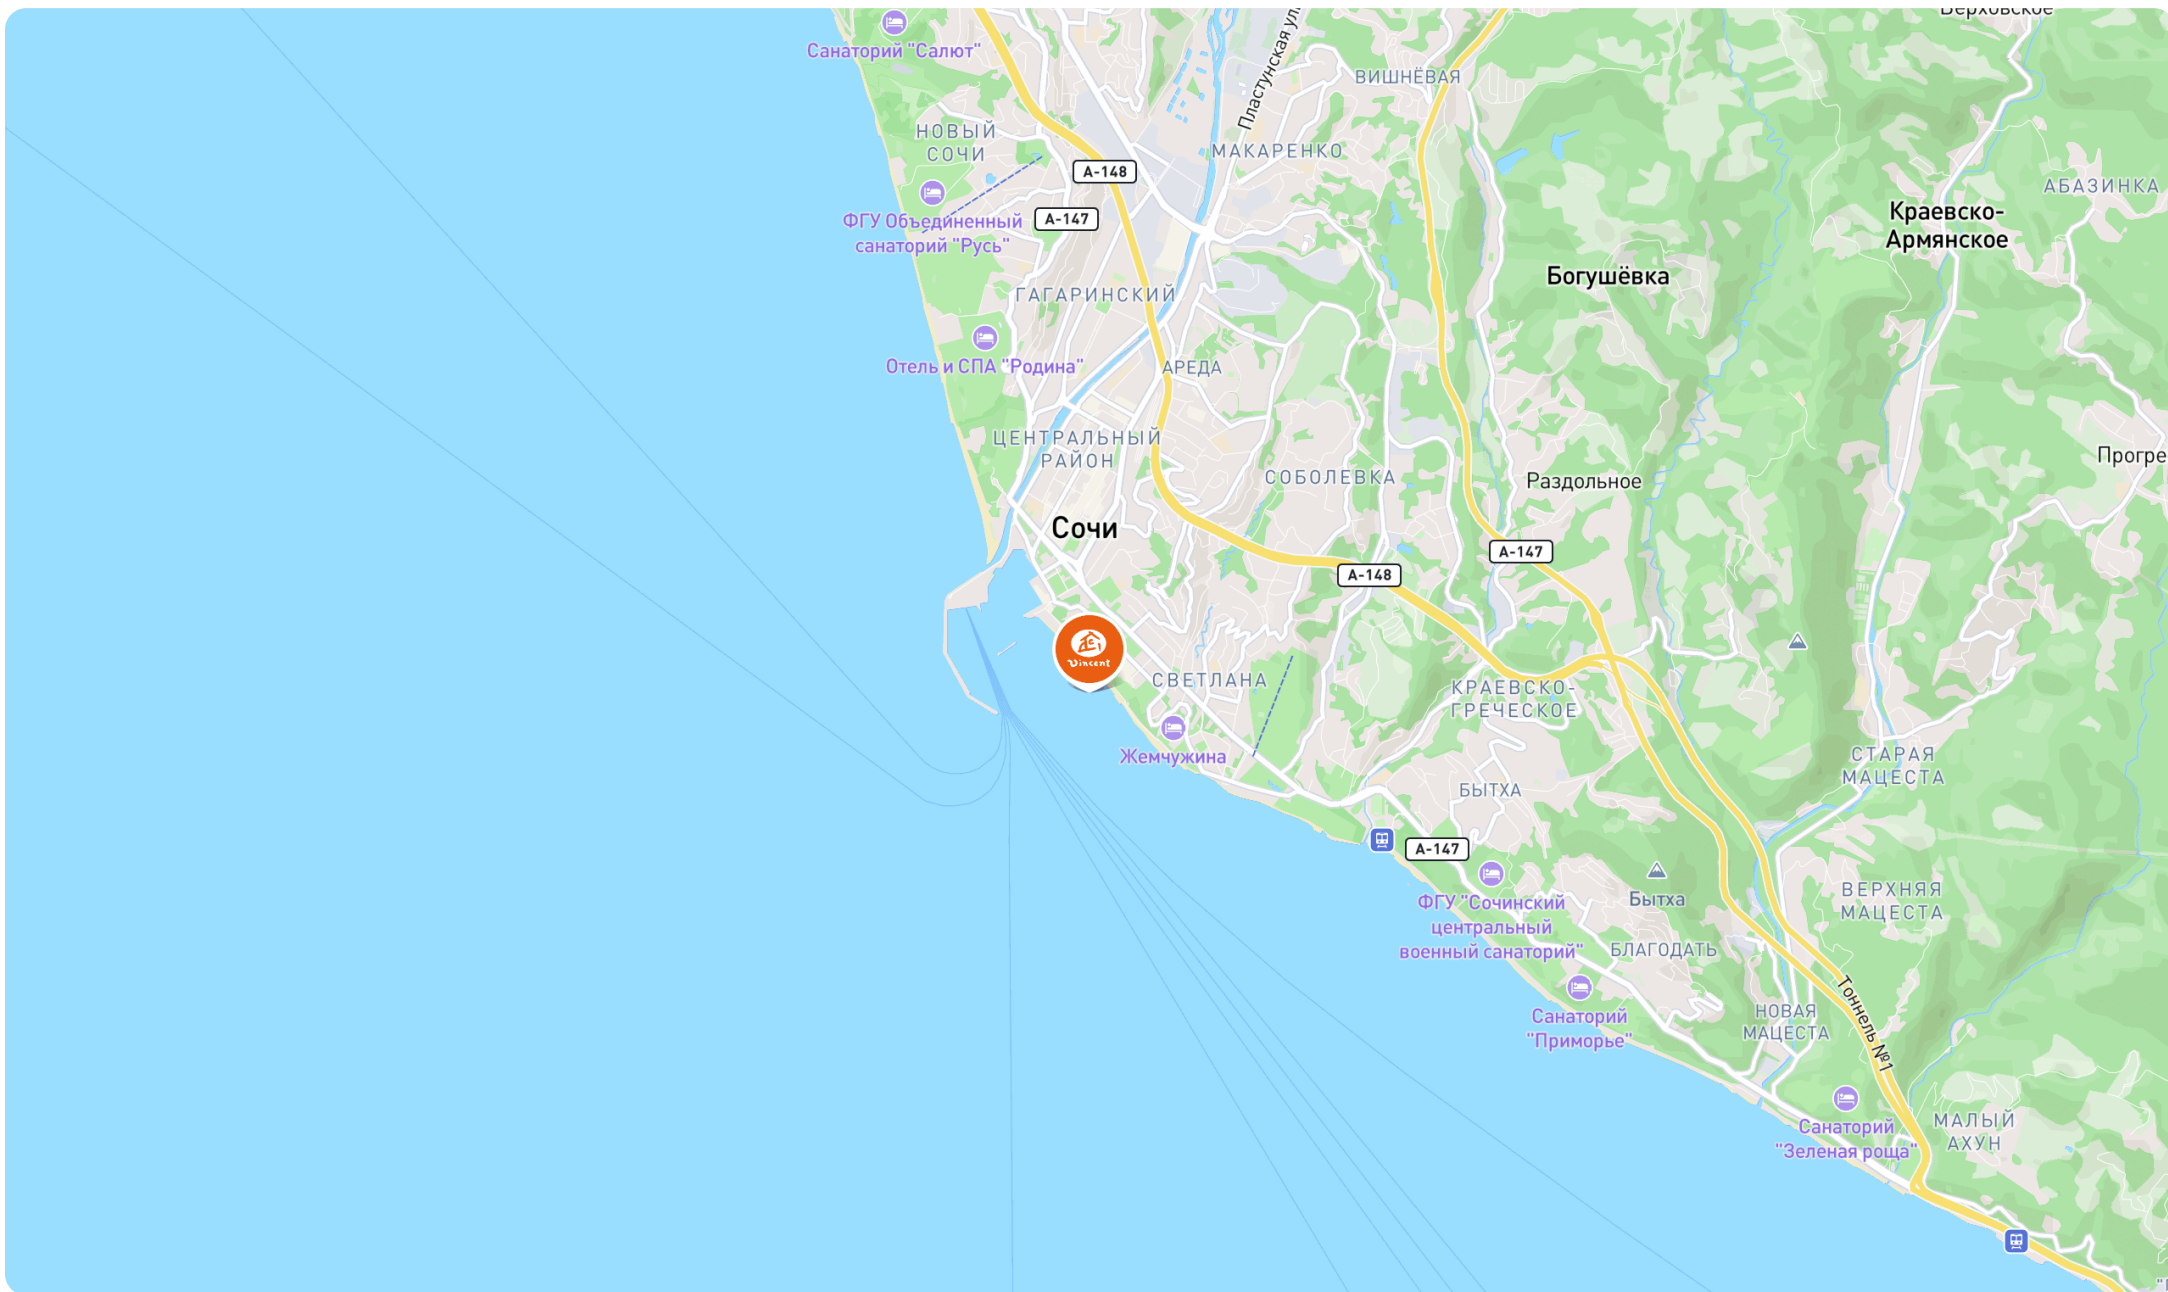 Верховское
Санаторий "Салют"
Пластунская ул.
ВИШНЁВАЯ
НОВЫЙ
СОЧИ
МАКАРЕНКО
А-148
АБАЗИНКА
ФГУ Объединенный
санаторий "Русь"
А-147
Краевско-
Армянское
Богушёвка
ГАГАРИНСКИЙ
Отель и СПА "Родина"
АРЕДА
ЦЕНТРАЛЬНЫЙ
РАЙОН
Прогре
СОБОЛЕВКА
Раздольное
Сочи
А-147
А-148
Vincent
СВЕТЛАНА
КРАЕВСКО-
ГРЕЧЕСКОЕ
Жемчужина
СТАРАЯ
МАЦЕСТА
БЫТХА
А-147
ФГУ "Сочинский
центральный
военный санаторий"
Бытха
ВЕРХНЯЯ
МАЦЕСТА
БЛАГОДАТЬ
Тоннель №1
Санаторий
"Приморье"
НОВАЯ
МАЦЕСТА
Санаторий
"Зеленая роща"
МАЛЫЙ
АХУН